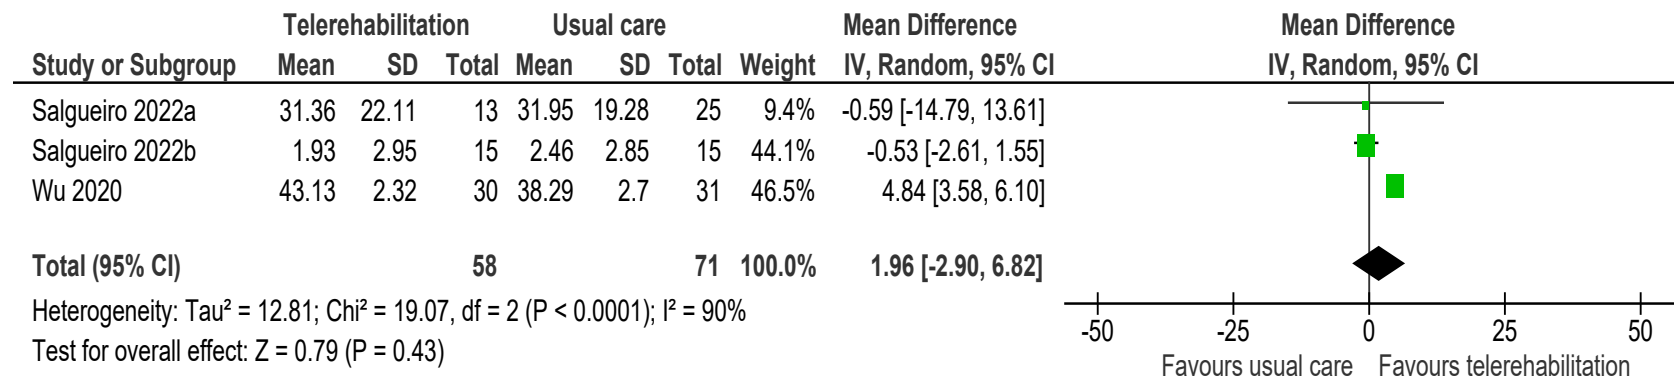 Telerehabilitation Usual care Mean Difference Mean Difference
Study or Subgroup Mean SD Total Mean SD Total Weight IV, Random, 95% CI IV, Random, 95% CI
Salgueiro 2022a 31.36 22.11 13 31.95 19.28 25 9.4% -0.59 [-14.79, 13.61]
Salgueiro 2022b 1.93 2.95 15 2.46 2.85 15 44.1% -0.53 [-2.61, 1.55]
Wu 2020 43.13 2.32 30 38.29 2.7 31 46.5% 4.84 [3.58, 6.10]
Total (95% CI) 58 71 100.0% 1.96 [-2.90, 6.82]
Heterogeneity: Tau² = 12.81; Chi² = 19.07, df = 2 (P < 0.0001); I² = 90%
Test for overall effect: Z = 0.79 (P = 0.43)
-50 -25 0 25 50
Favours usual care Favours telerehabilitation